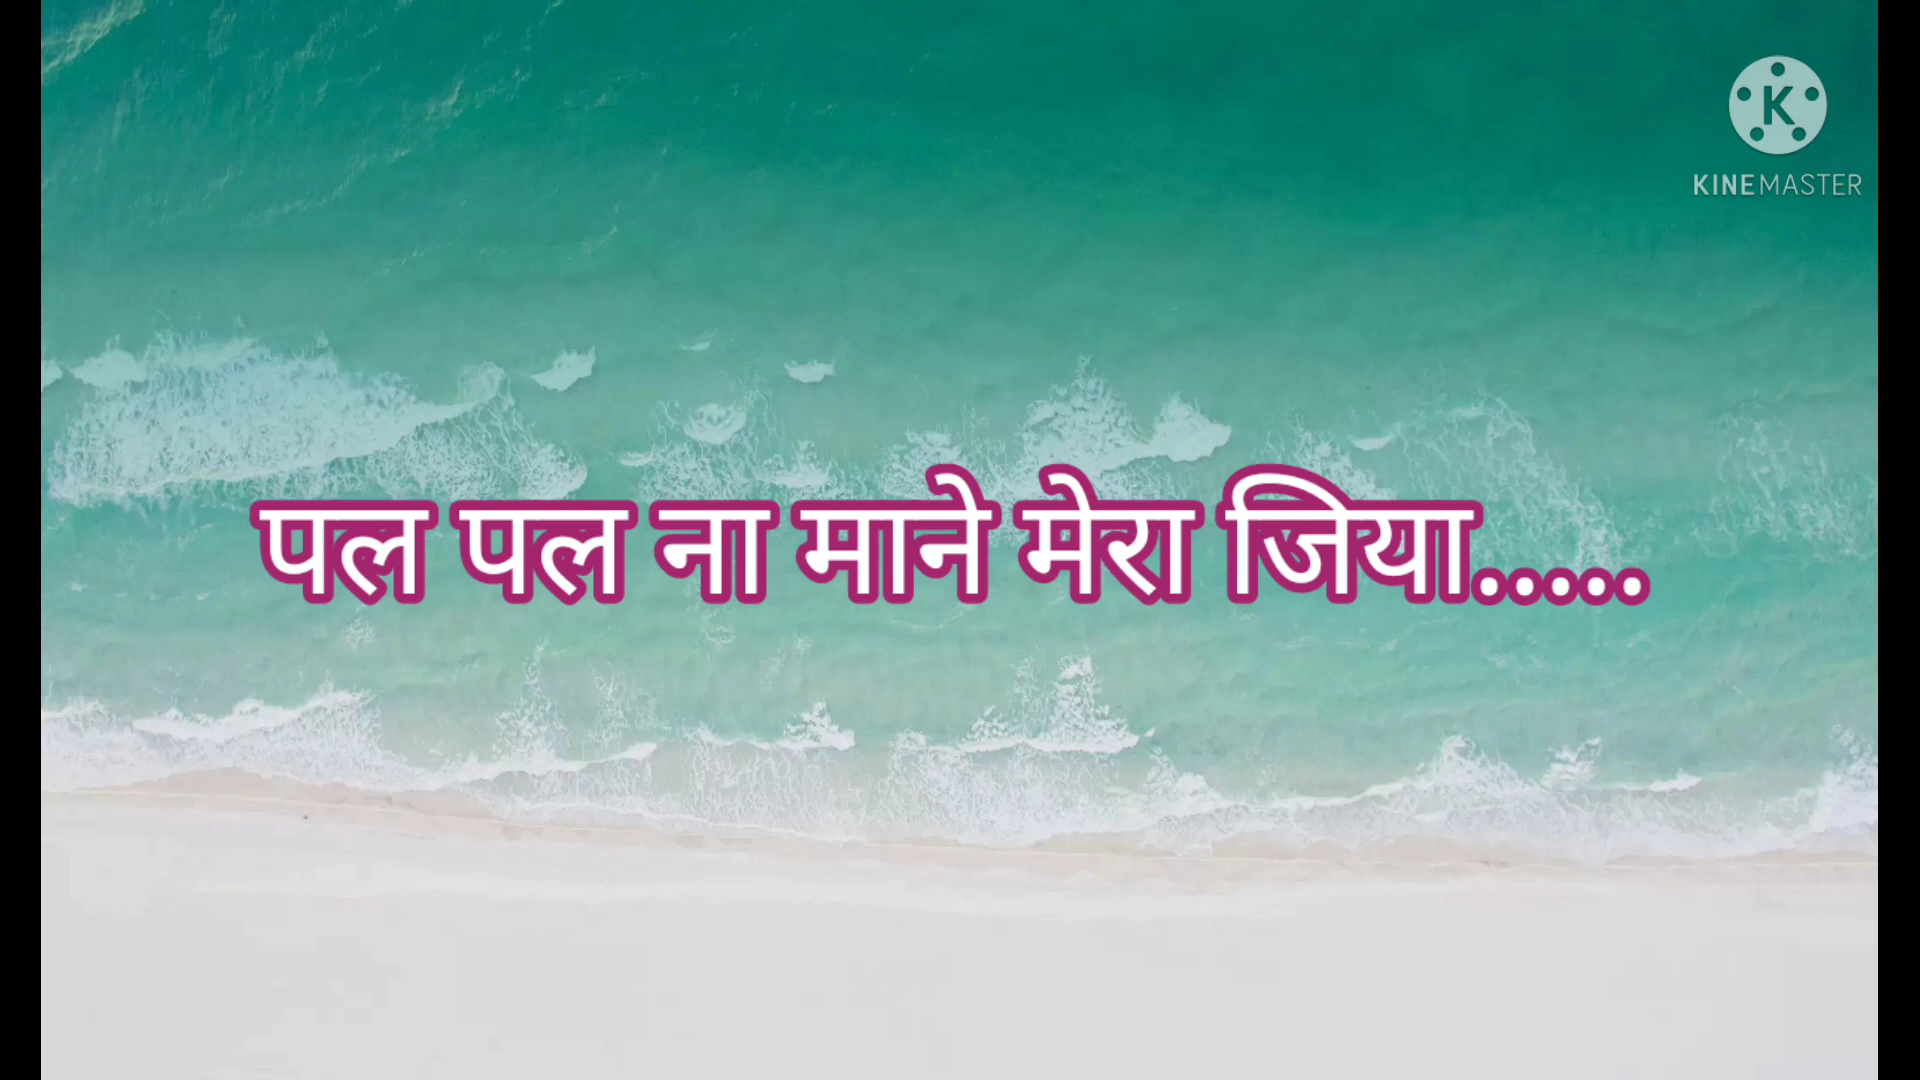 K
KINEMASTER
पल पल ना माने मेरा जिया.....